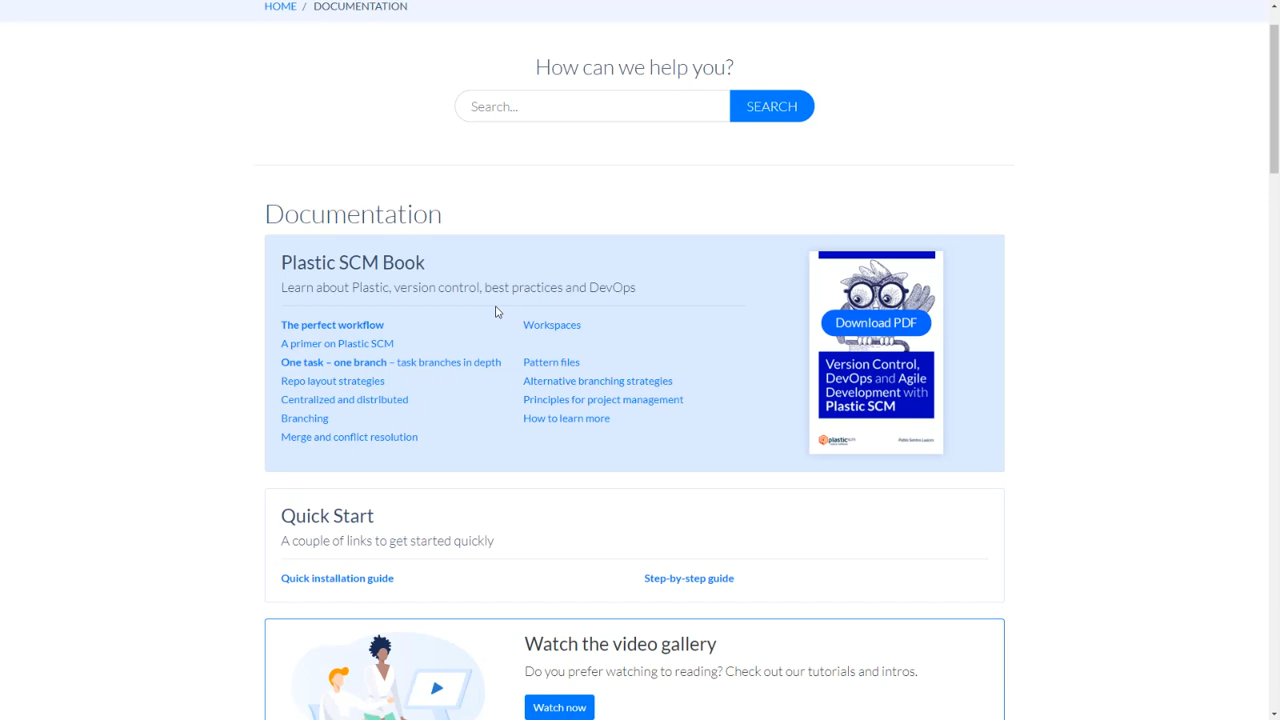 HOME / DOCUMENTATION
How can we help you?
Search...
SEARCH
Documentation
Plastic SCM Book
Learn about Plastic, version control, best practices and DevOps
The perfect workflow
A primer on Plastic SCM
One task – one branch – task branches in depth
Repo layout strategies
Centralized and distributed
Branching
Merge and conflict resolution
Workspaces
Pattern files
Alternative branching strategies
Principles for project management
How to learn more
Download PDF
Version Control,
DevOps and Agile
Development with
Plastic SCM
plasticscm
Quick Start
A couple of links to get started quickly
Quick installation guide
Step-by-step guide
Watch the video gallery
Do you prefer watching to reading? Check out our tutorials and intros.
Watch now